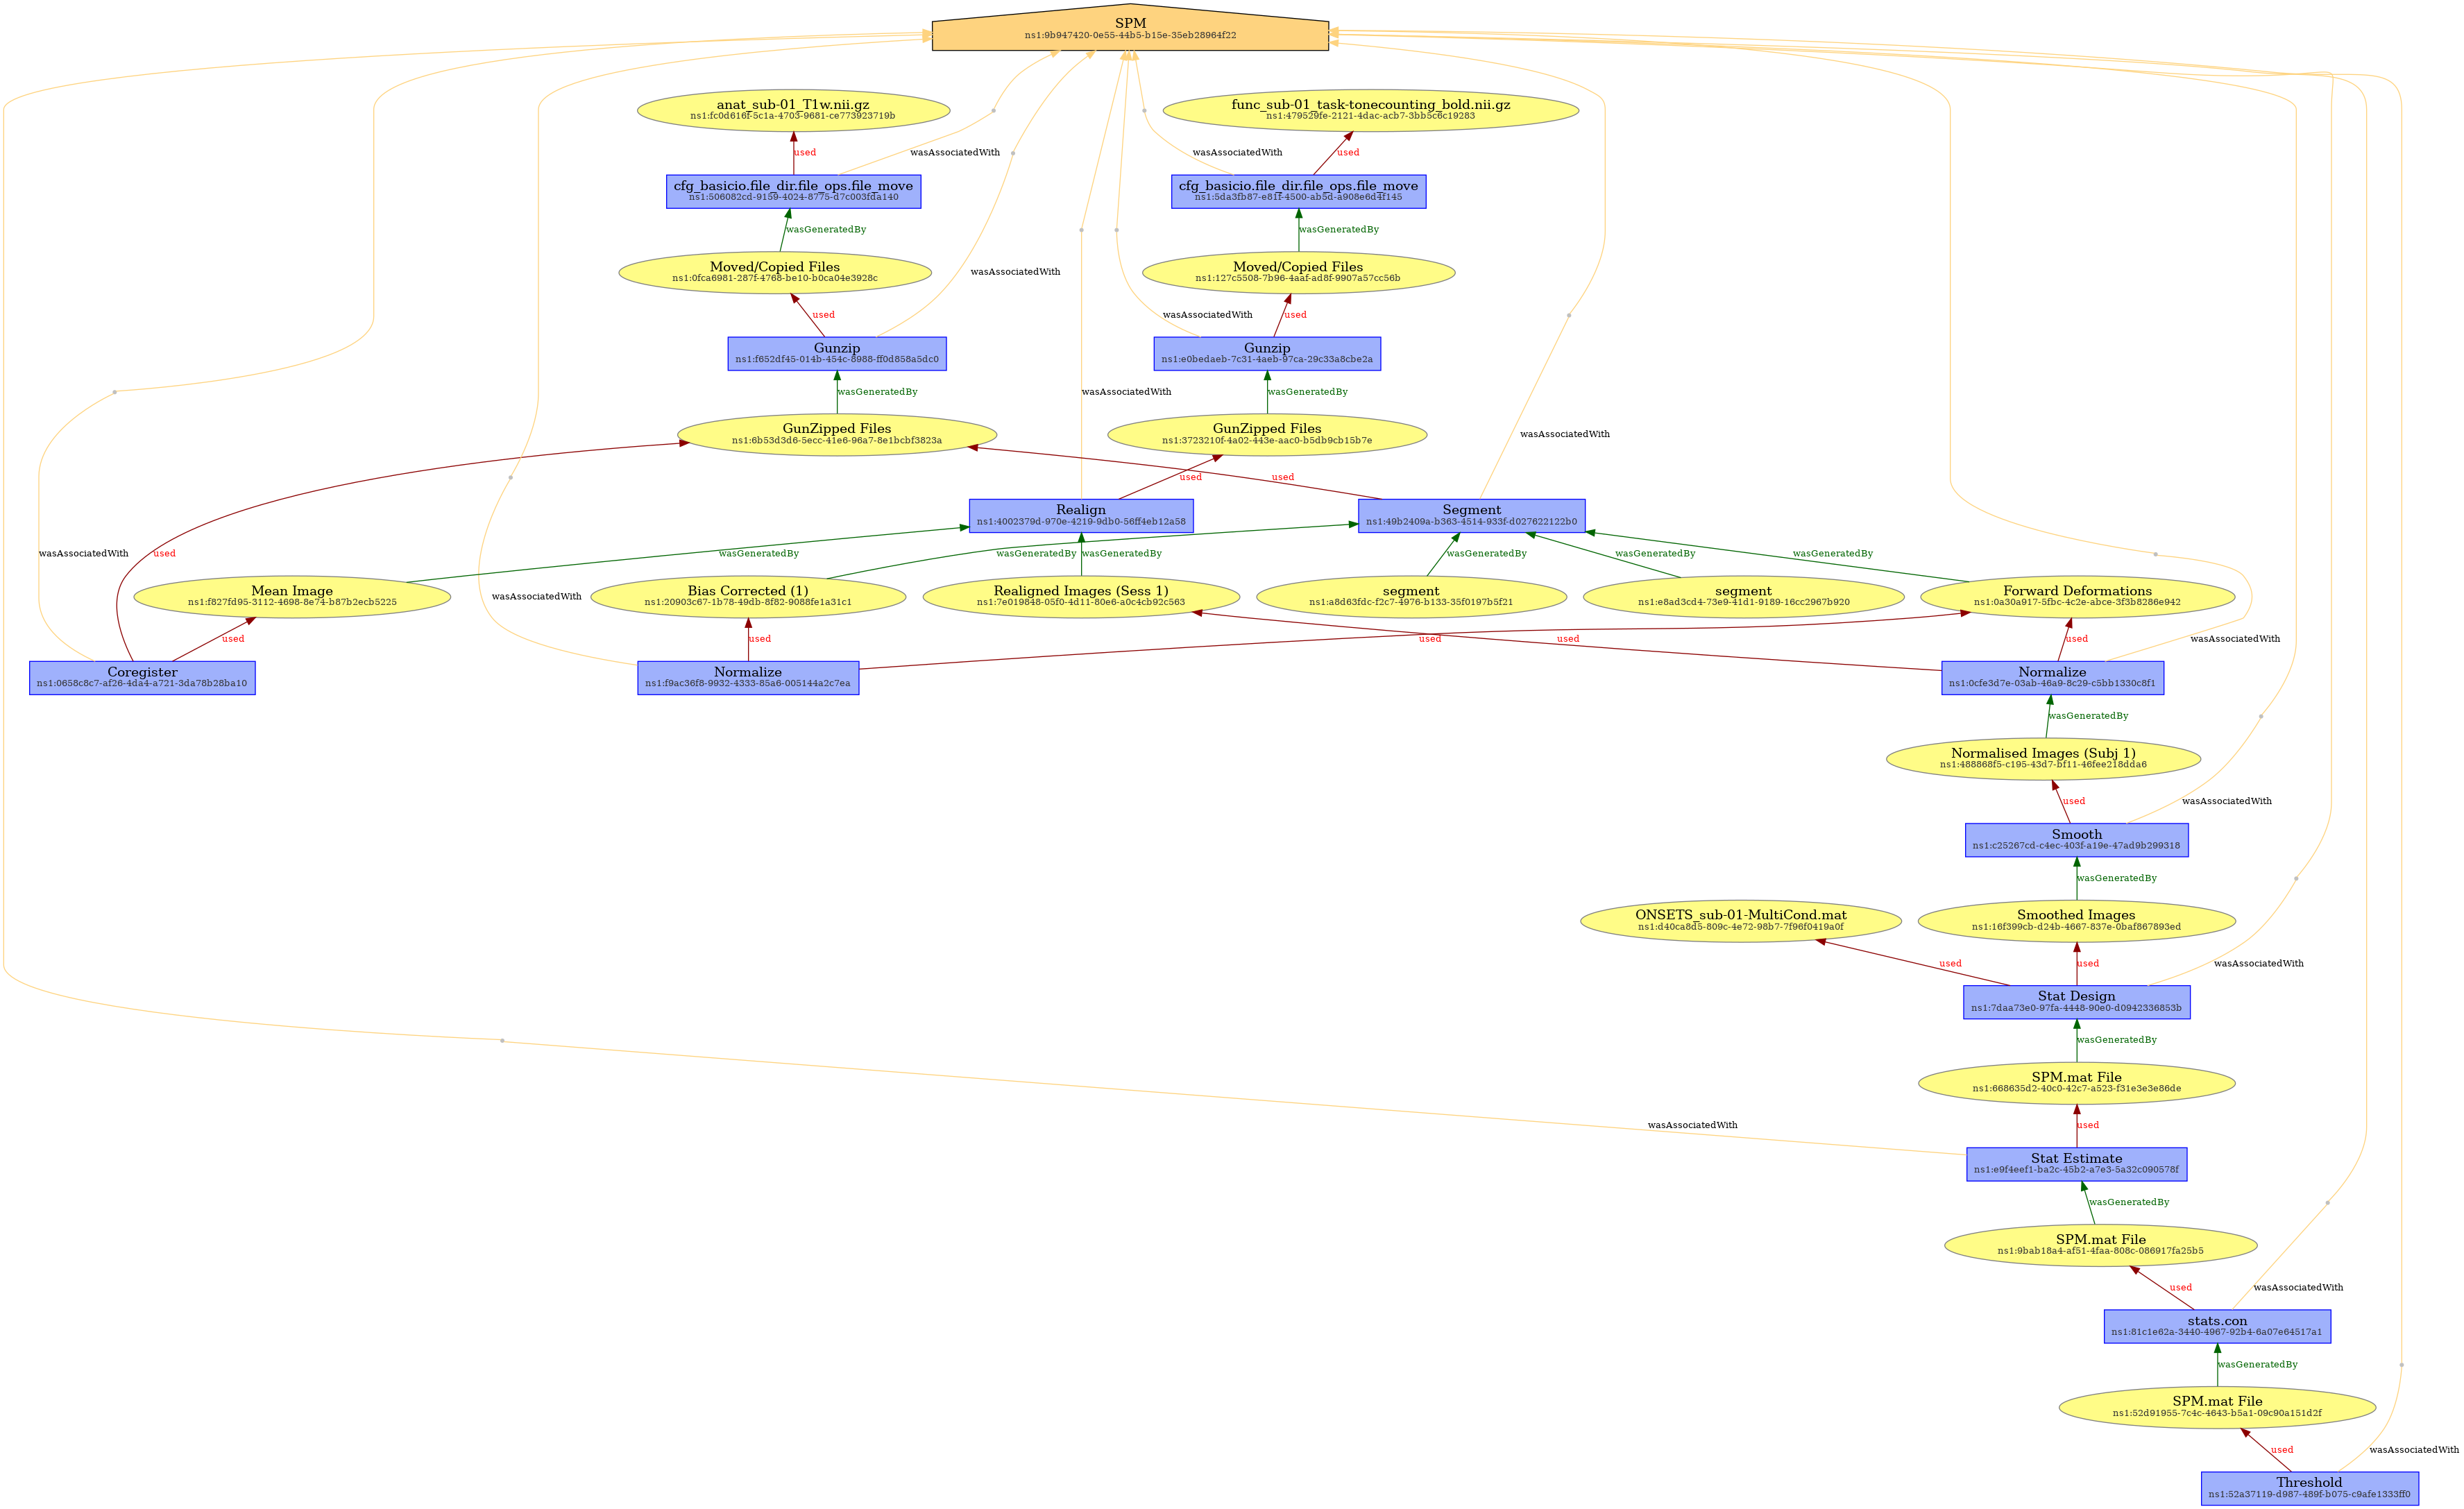 SPM
ns1:9b947420-0e55-44b5-b15e-35eb28964f22
anat_sub-01_T1w.nii.gz
ns1:fc0d616f-5c1a-4703-9681-ce773923719b
func_sub-01_task-tonecounting_bold.nii.gz
ns1:479529fe-2121-4dac-acb7-3bb5c6c19283
used
wasAssociatedWith
wasAssociatedWith
used
cfg_basicio.file_dir.file_ops.file_move
ns1:506082cd-9159-4024-8775-d7c003fda140
cfg_basicio.file_dir.file_ops.file_move
ns1:5da3fb87-e81f-4500-ab5d-a908e6d4f145
wasGeneratedBy
wasGeneratedBy
Moved/Copied Files
ns1:0fca6981-287f-4768-be10-b0ca04e3928c
wasAssociatedWith
Moved/Copied Files
ns1:127c5508-7b96-4aaf-ad8f-9907a57cc56b
used
wasAssociatedWith
used
Gunzip
ns1:f652df45-014b-454c-8988-ff0d858a5dc0
Gunzip
ns1:e0bedaeb-7c31-4aeb-97ca-29c33a8cbe2a
wasGeneratedBy
wasAssociatedWith
wasGeneratedBy
GunZipped Files
ns1:6b53d3d6-5ecc-41e6-96a7-8e1bcbf3823a
GunZipped Files
ns1:3723210f-4a02-443e-aac0-b5db9cb15b7e
wasAssociatedWith
used
used
Realign
ns1:4002379d-970e-4219-9db0-56ff4eb12a58
Segment
ns1:49b2409a-b363-4514-933f-d027622122b0
wasAssociatedWith
used
wasGeneratedBy
wasGeneratedBy
wasGeneratedBy
wasGeneratedBy
wasGeneratedBy
wasGeneratedBy
Mean Image
ns1:f827fd95-3112-4698-8e74-b87b2ecb5225
wasAssociatedWith
Bias Corrected (1)
ns1:20903c67-1b78-49db-8f82-9088fe1a31c1
Realigned Images (Sess 1)
ns1:7e019848-05f0-4d11-80e6-a0c4cb92c563
segment
ns1:a8d63fdc-f2c7-4976-b133-35f0197b5f21
segment
ns1:e8ad3cd4-73e9-41d1-9189-16cc2967b920
Forward Deformations
ns1:0a30a917-5fbc-4c2e-abce-3f3b8286e942
used
used
used
used
used
wasAssociatedWith
Coregister
ns1:0658c8c7-af26-4da4-a721-3da78b28ba10
Normalize
ns1:f9ac36f8-9932-4333-85a6-005144a2c7ea
Normalize
ns1:0cfe3d7e-03ab-46a9-8c29-c5bb1330c8f1
wasGeneratedBy
Normalised Images (Subj 1)
ns1:488868f5-c195-43d7-bf11-46fee218dda6
used
wasAssociatedWith
Smooth
ns1:c25267cd-c4ec-403f-a19e-47ad9b299318
wasGeneratedBy
ONSETS_sub-01-MultiCond.mat
ns1:d40ca8d5-809c-4e72-98b7-7f96f0419a0f
Smoothed Images
ns1:16f399cb-d24b-4667-837e-0baf867893ed
used
used
wasAssociatedWith
Stat Design
ns1:7daa73e0-97fa-4448-90e0-d0942336853b
wasGeneratedBy
SPM.mat File
ns1:668635d2-40c0-42c7-a523-f31e3e3e86de
wasAssociatedWith
used
Stat Estimate
ns1:e9f4eef1-ba2c-45b2-a7e3-5a32c090578f
wasGeneratedBy
SPM.mat File
ns1:9bab18a4-af51-4faa-808c-086917fa25b5
used
wasAssociatedWith
stats.con
ns1:81c1e62a-3440-4967-92b4-6a07e64517a1
wasGeneratedBy
SPM.mat File
ns1:52d91955-7c4c-4643-b5a1-09c90a151d2f
used
wasAssociatedWith
Threshold
ns1:52a37119-d987-489f-b075-c9afe1333ff0